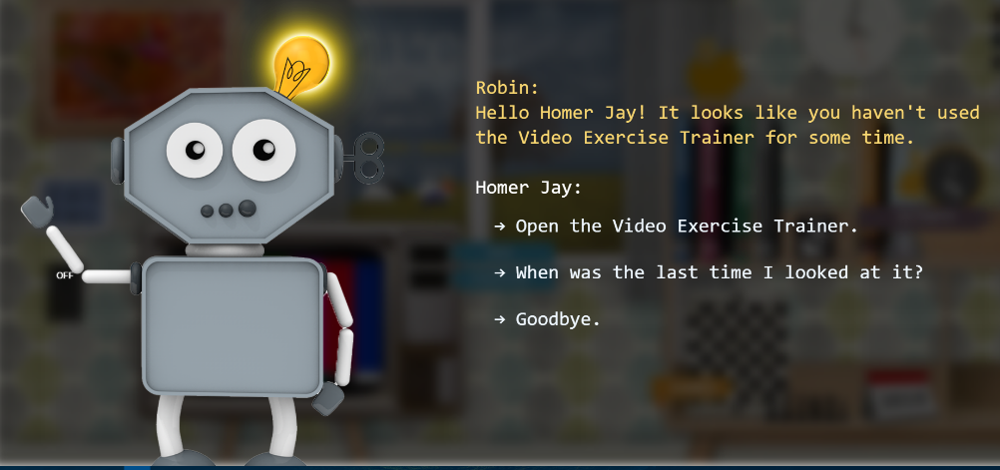 Robin:
Hello Homer Jay! It looks like you haven't used
the Video Exercise Trainer for some time.
Homer Jay:
→ Open the Video Exercise Trainer.
→ When was the last time I looked at it?
→ Goodbye.
OFF